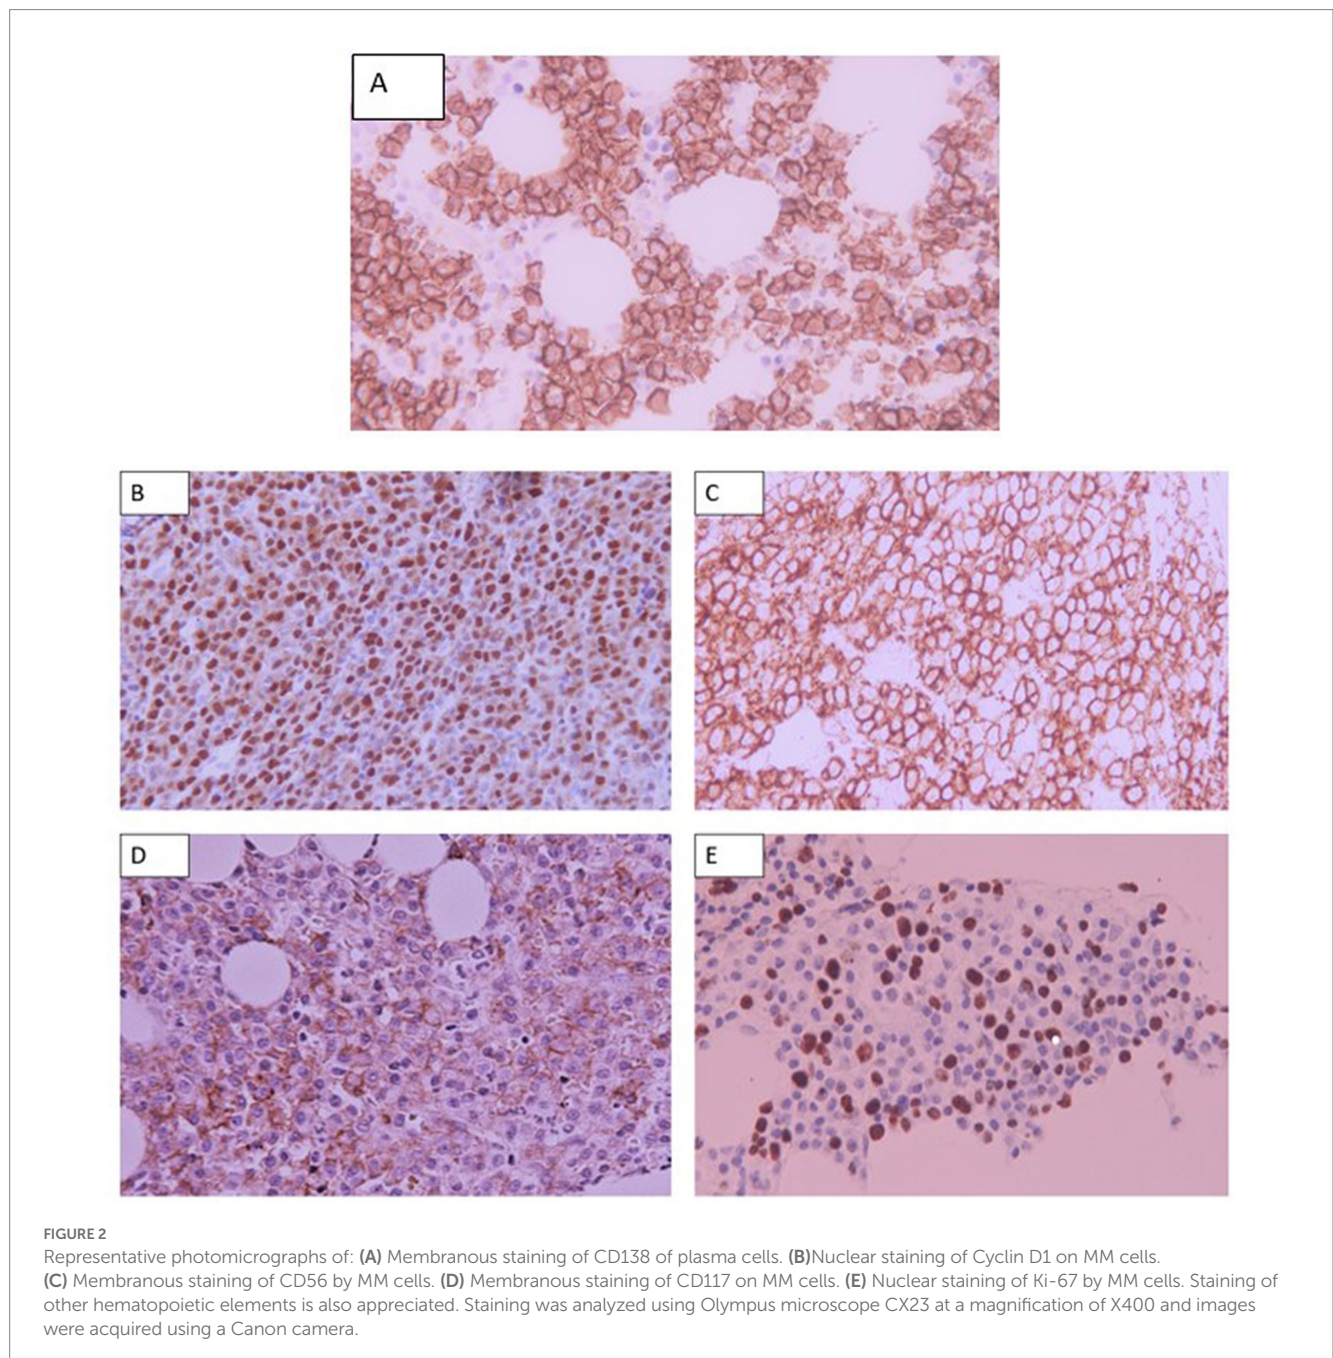 A
B
C
D
E
FIGURE 2
Representative photomicrographs of: (A) Membranous staining of CD138 of plasma cells. (B)Nuclear staining of Cyclin D1 on MM cells.
(C) Membranous staining of CD56 by MM cells. (D) Membranous staining of CD117 on MM cells. (E) Nuclear staining of Ki-67 by MM cells. Staining of
other hematopoietic elements is also appreciated. Staining was analyzed using Olympus microscope CX23 at a magnification of X400 and images
were acquired using a Canon camera.